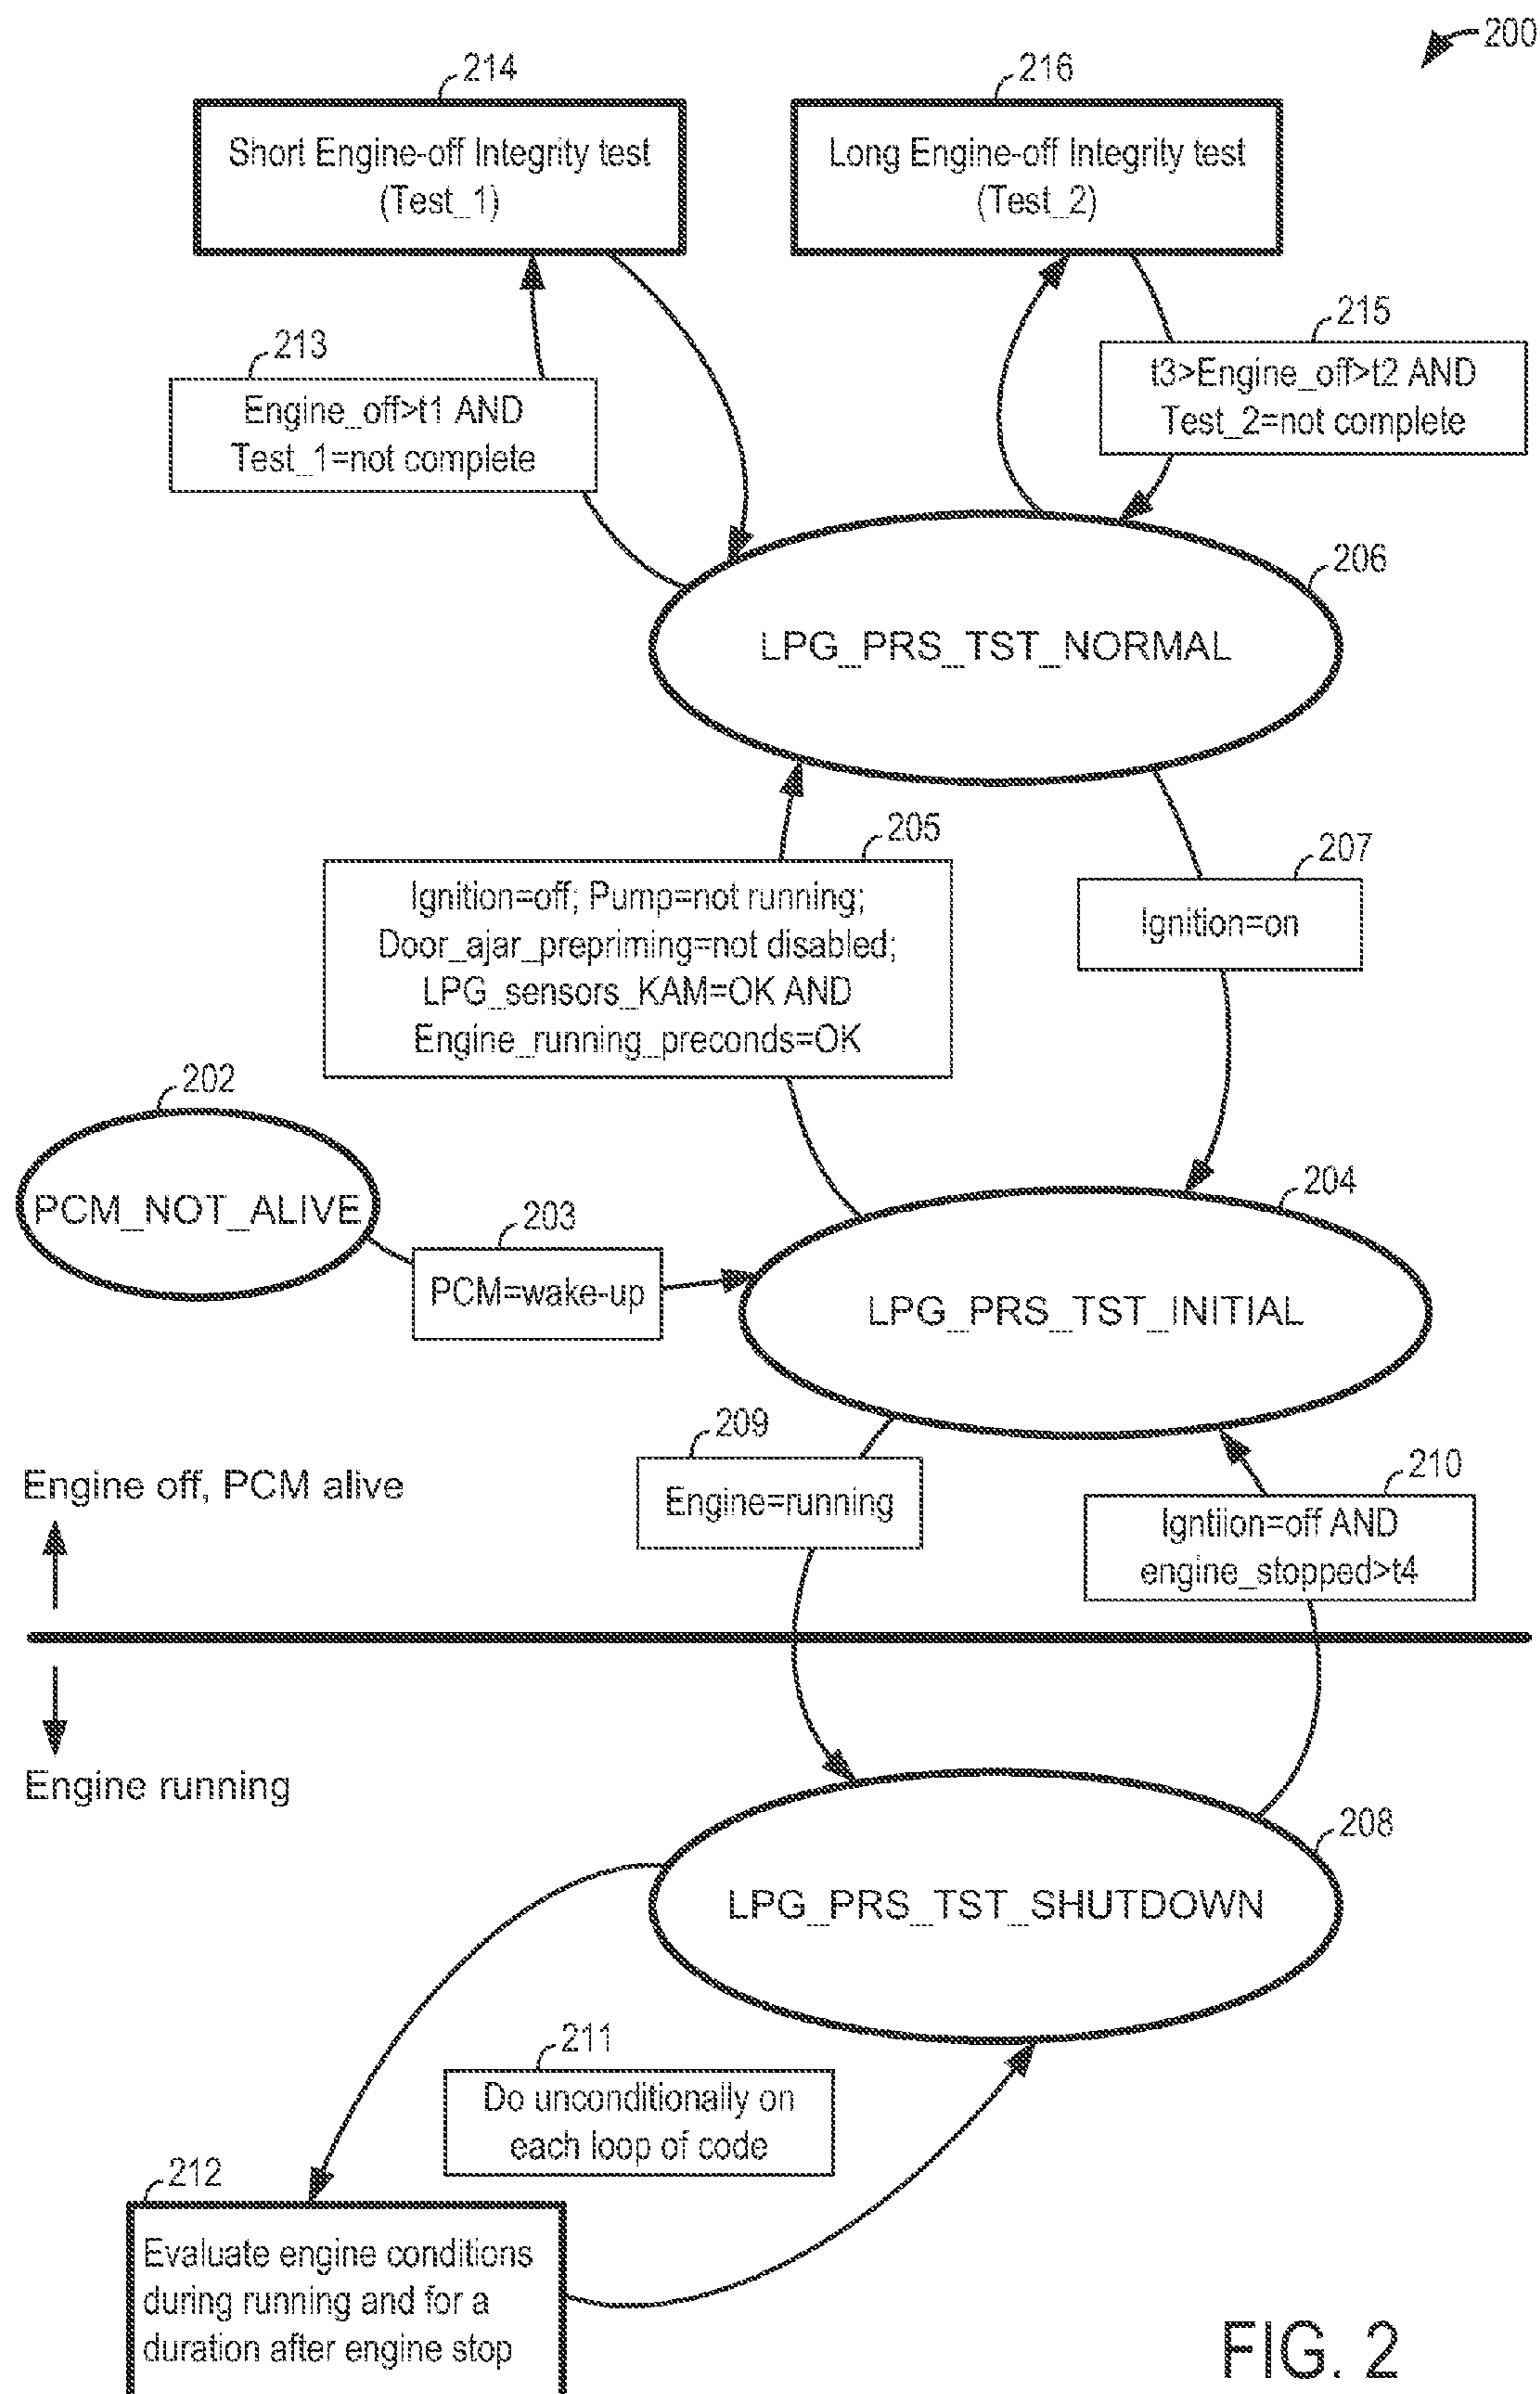 200
214
216
Short Engine-off Integrity test
(Test_1)
Long Engine-off Integrity test
(Test_2)
213
Engine_off>t1 AND
Test_1=not complete
215
t3>Engine_off>t2 AND
Test_2=not complete
206
LPG_PRS_TST_NORMAL
205
Ignition=off; Pump=not running;
Door_ajar_prepriming=not disabled;
LPG_sensors_KAM=OK AND
Engine_running_preconds=OK
207
Ignition=on
202
PCM_NOT_ALIVE
203
PCM=wake-up
204
LPG_PRS_TST_INITIAL
209
Engine=running
210
Igntiion=off AND
engine_stopped>t4
Engine off, PCM alive
Engine running
208
LPG_PRS_TST_SHUTDOWN
211
Do unconditionally on
each loop of code
212
Evaluate engine conditions
during running and for a
duration after engine stop
FIG. 2